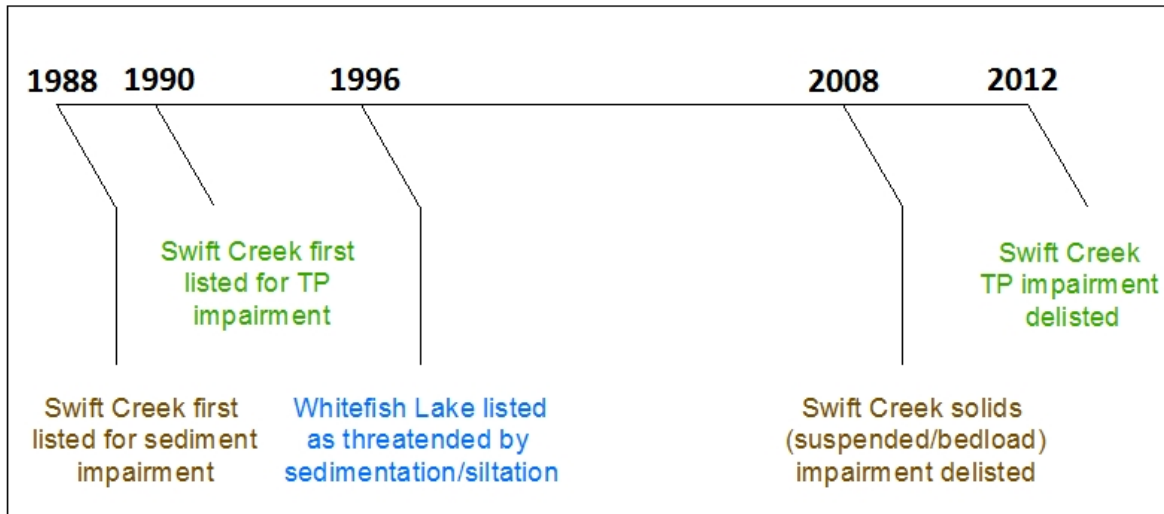 1988
1990
1996
2008
2012
Swift Creek first
listed for TP
impairment
Swift Creek
TP impairment
delisted
Swift Creek first
listed for sediment
impairment
Whitefish Lake listed
as threatended by
sedimentation/siltation
Swift Creek solids
(suspended/bedload)
impairment delisted